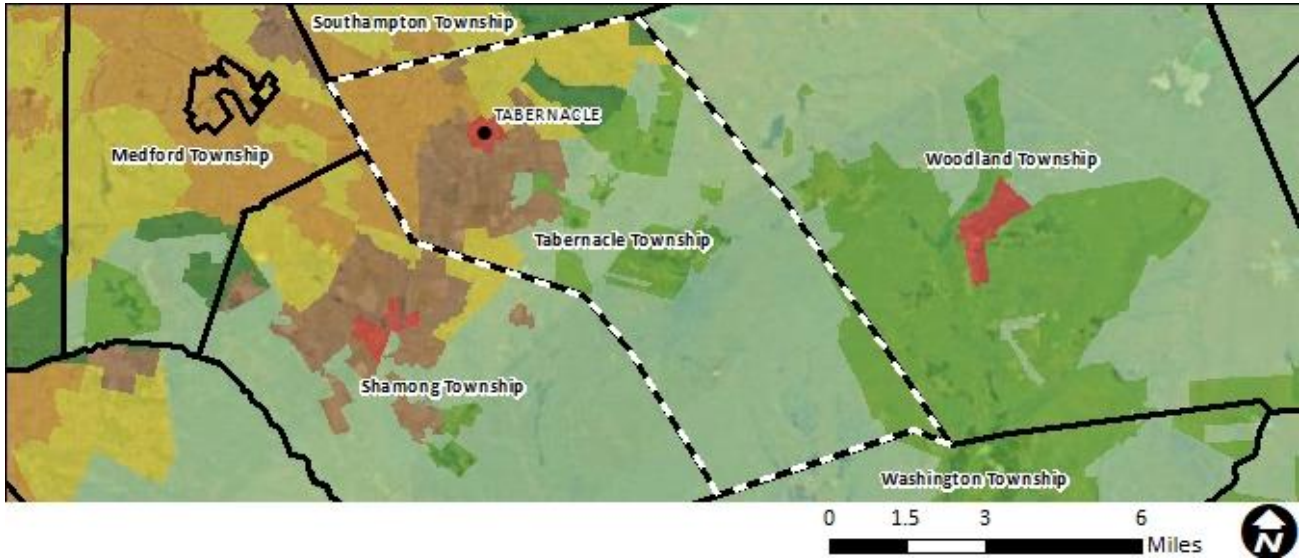 Southampton Township
TABERNACLE
Medford Township
Woodland Township
Tabernacle Township
Shamong Township
Washington Township
0 1.5 3 6
Miles
N